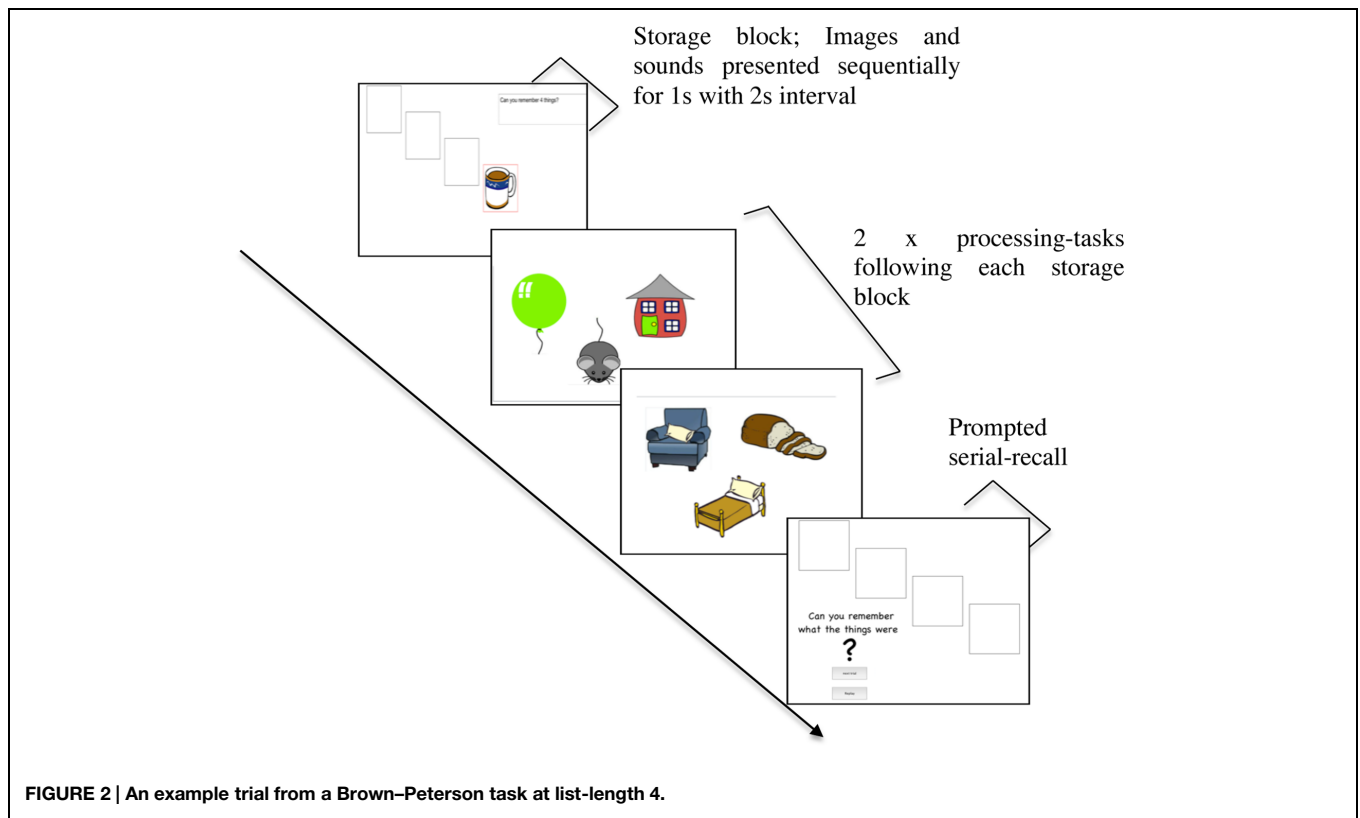 Storage block; Images and
sounds presented sequentially
for 1s with 2s interval
Can you remember 4 things?
2 x processing-tasks
following each storage
block
Prompted
serial-recall
Can you remember
what the things were
?
Replay
FIGURE 2 | An example trial from a Brown–Peterson task at list-length 4.